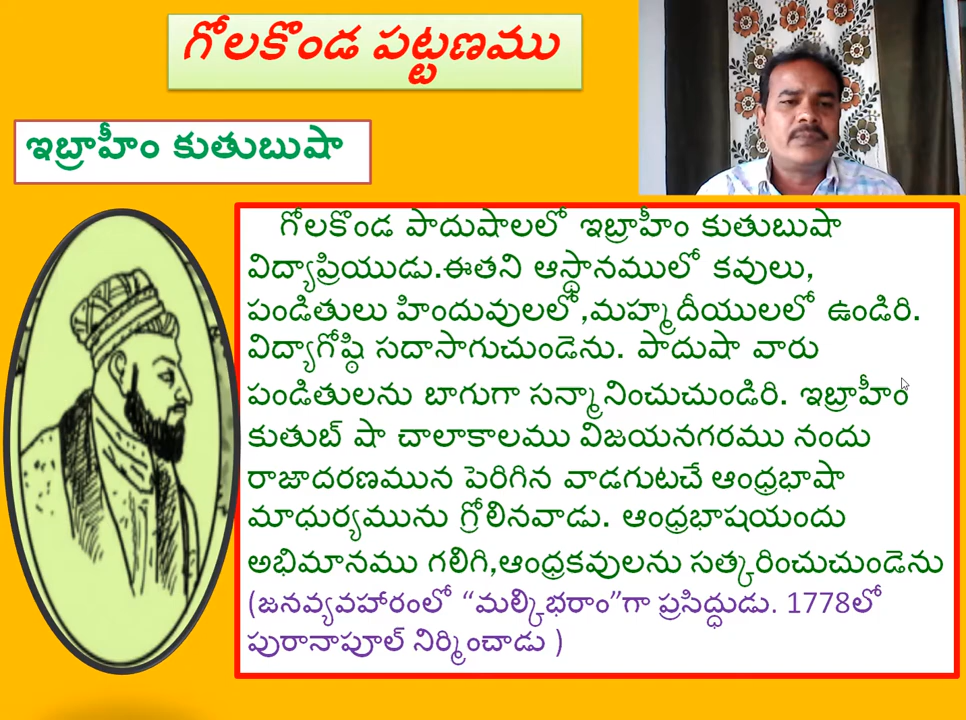 గోలకొండ పట్టణము
ఇబ్రాహీం కుతుబుషా
గోలకొండ పాదుషాలలో ఇబ్రాహీం కుతుబుషా
విద్యాప్రియుడు.ఈతని ఆస్థానములో కవులు,
పండితులు హిందువులలో,మహ్మదీయులలో ఉండిరి.
విద్యాగోష్ఠి సదాసాగుచుండెను. పాదుషా వారు
పండితులను బాగుగా సన్మానించుచుండిరి. ఇబ్రాహీం
కుతుబ్ షా చాలాకాలము విజయనగరము నందు
రాజాదరణమున పెరిగిన వాడగుటచే ఆంధ్రభాషా
మాధుర్యమును గ్రోలినవాడు. ఆంధ్రభాషయందు
అభిమానము గలిగి,ఆంధ్రకవులను సత్కరించుచుండెను
(జనవ్యవహారంలో “మల్కిభరాం”గా ప్రసిద్ధుడు. 1778లో
పురానాపూల్ నిర్మించాడు )